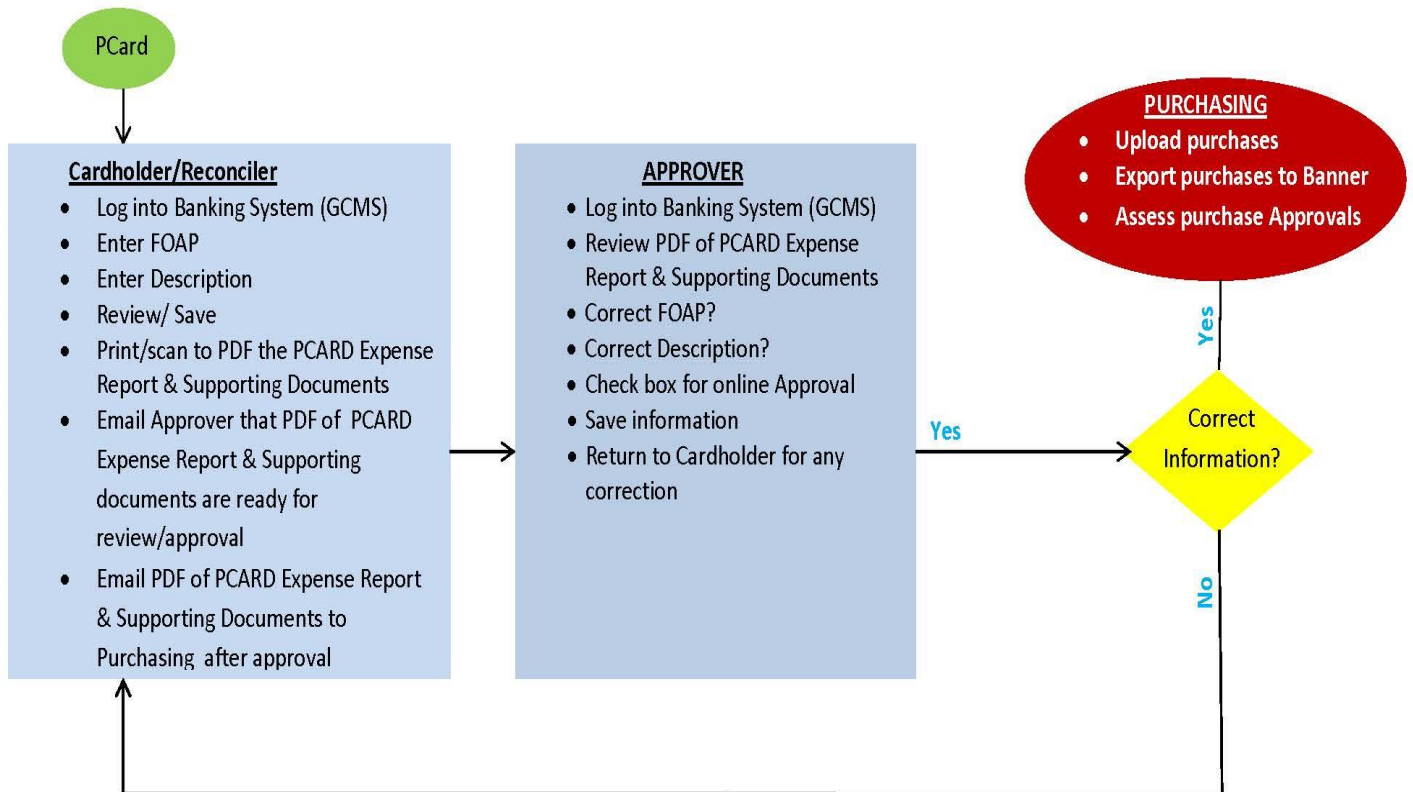 PCard
Cardholder/Reconciler
• Log into Banking System (GCMS)
• Enter FOAP
• Enter Description
• Review/ Save
• Print/scan to PDF the PCARD Expense
Report & Supporting Documents
• Email Approver that PDF of PCARD
Expense Report & Supporting
documents are ready for
review/approval
• Email PDF of PCARD Expense Report
& Supporting Documents to
Purchasing after approval
APPROVER
• Log into Banking System (GCMS)
• Review PDF of PCARD Expense
Report & Supporting Documents
• Correct FOAP?
• Correct Description?
• Check box for online Approval
• Save information
• Return to Cardholder for any
correction
Yes
Correct
Information?
Yes
No
PURCHASING
• Upload purchases
• Export purchases to Banner
• Assess purchase Approvals